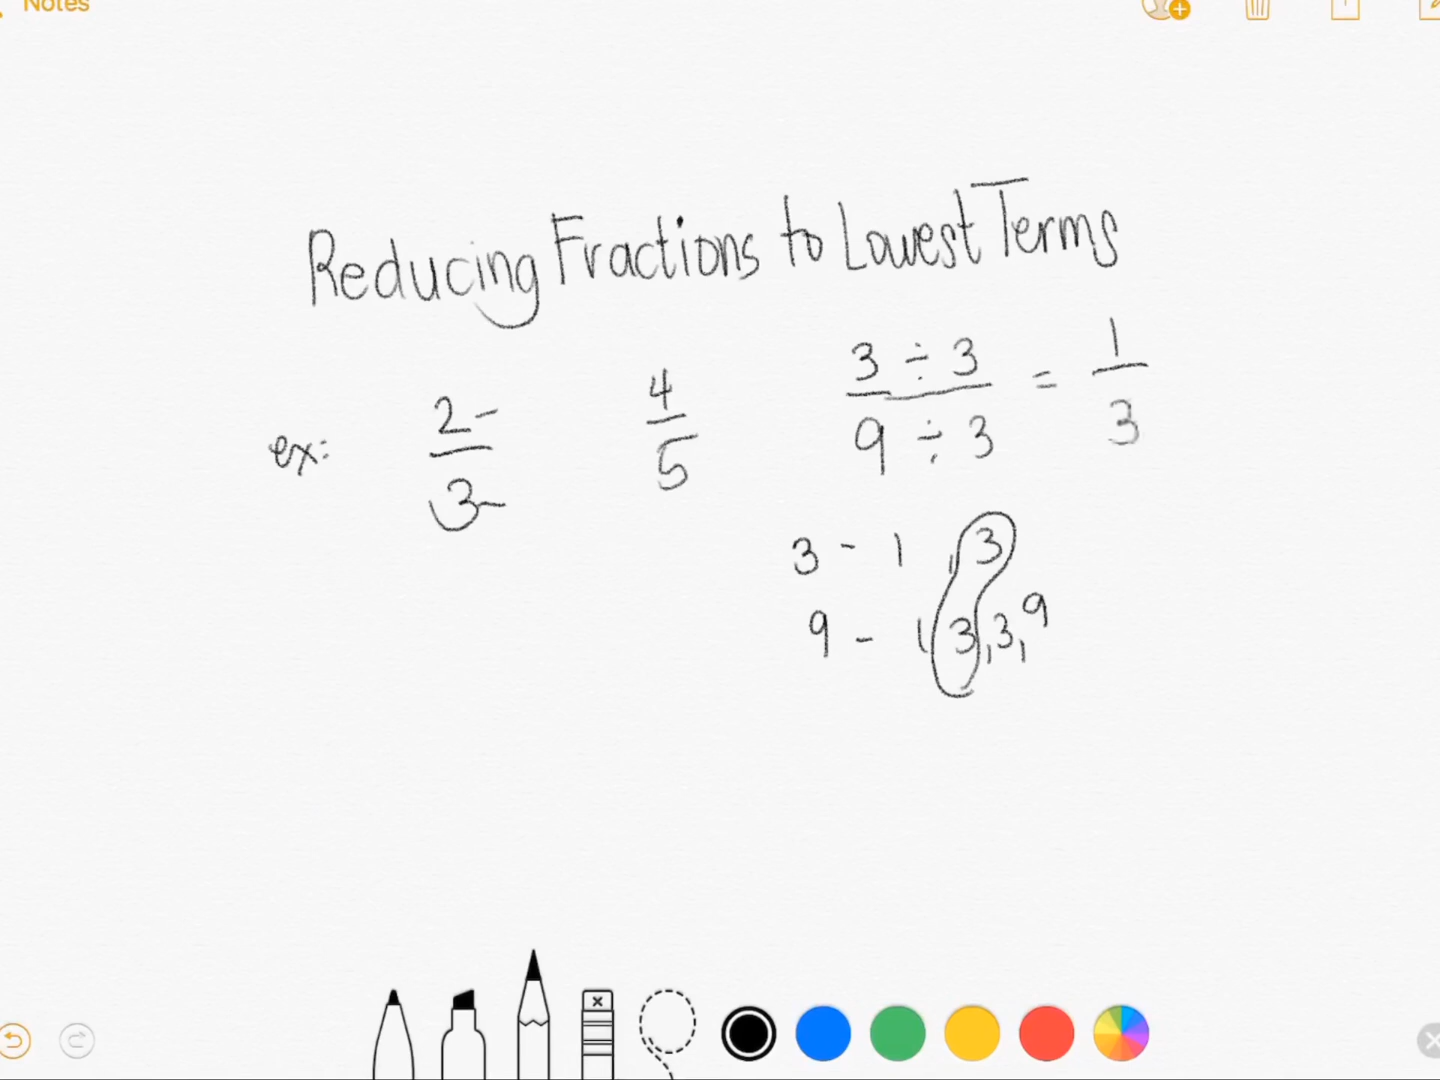 Notes
Reducing Fractions to Lowest Terms
ex: 2/3 4/5 3 ÷ 3 / 9 ÷ 3 = 1/3
3 - 1, 3
9 - 1, 3, 3, 9